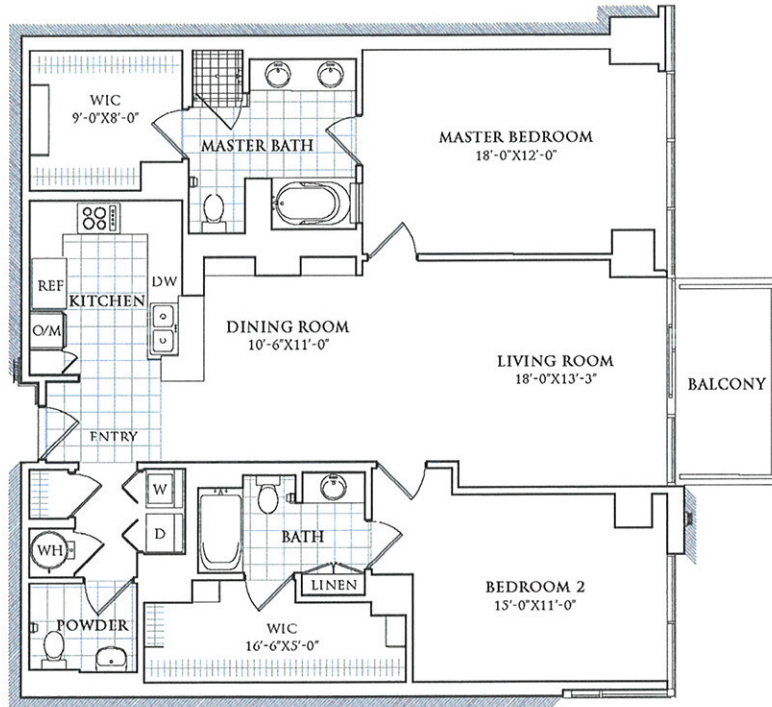 WIC
9'-0"X8'-0"
MASTER BATH
MASTER BEDROOM
18'-0"X12'-0"
REF
KITCHEN
DW
O/M
DINING ROOM
10'-6"X11'-0"
LIVING ROOM
18'-0"X13'-3"
BALCONY
ENTRY
W
D
WH
BATH
LINEN
BEDROOM 2
15'-0"X11'-0"
POWDER
WIC
16'-6"X5'-0"